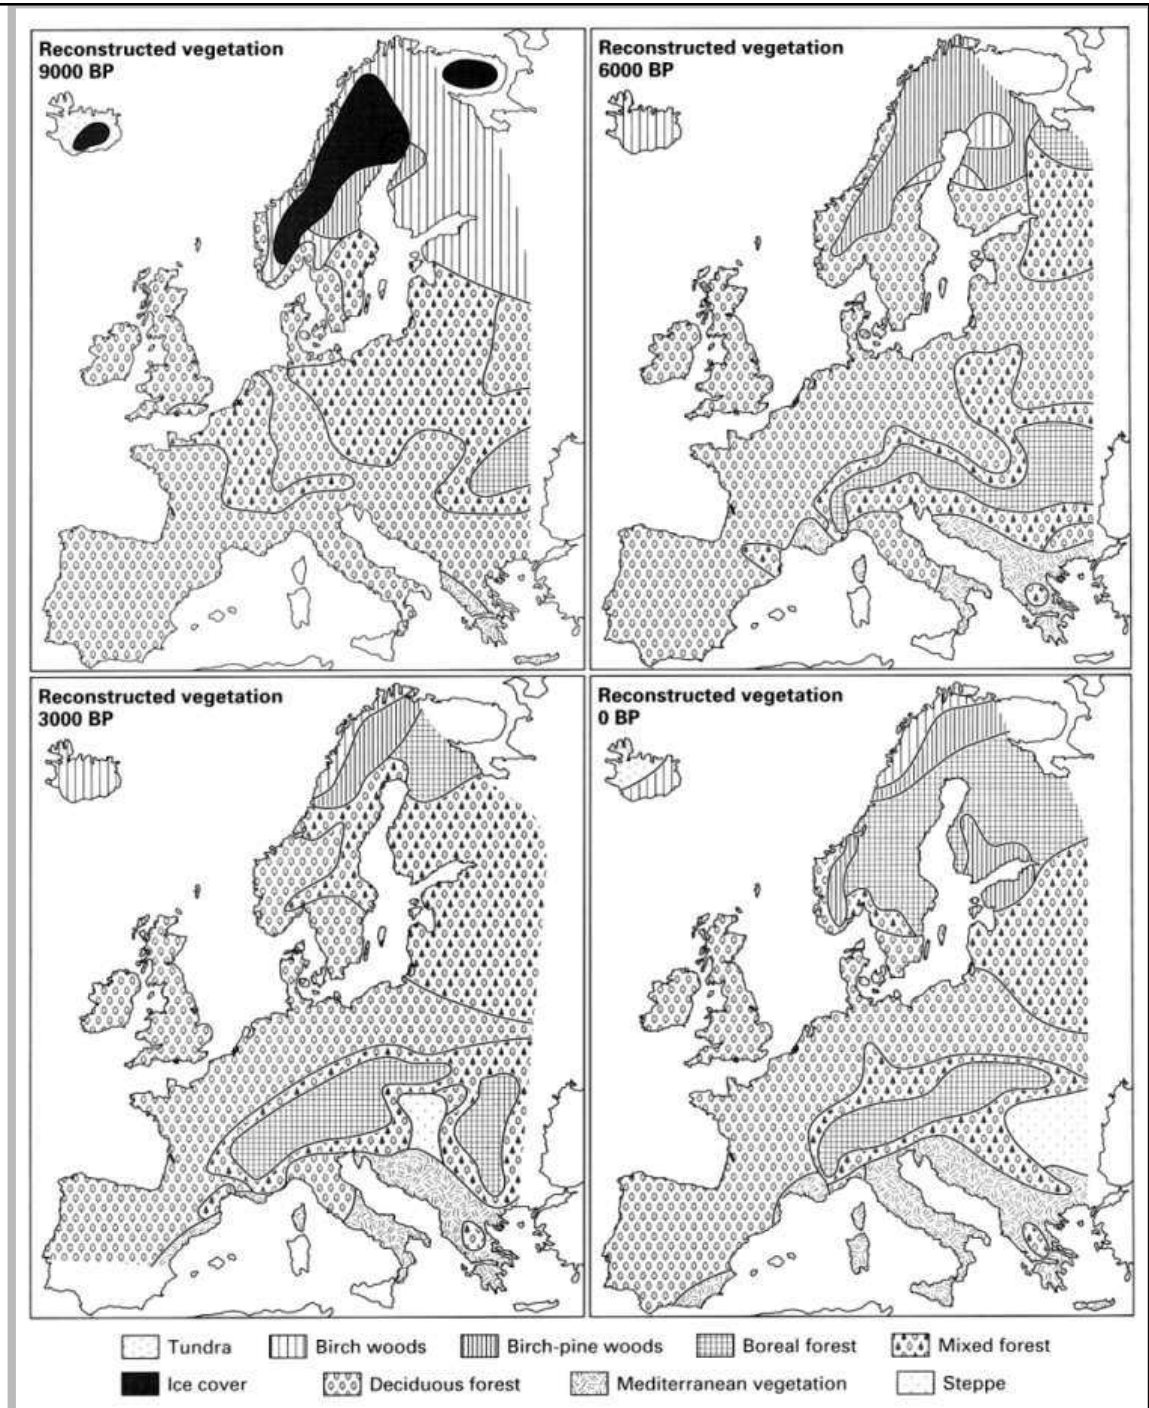 Reconstructed vegetation
9000 BP
Reconstructed vegetation
6000 BP
Reconstructed vegetation
3000 BP
Reconstructed vegetation
0 BP
Tundra
Birch woods
Birch-pine woods
Boreal forest
Mixed forest
Ice cover
Deciduous forest
Mediterranean vegetation
Steppe